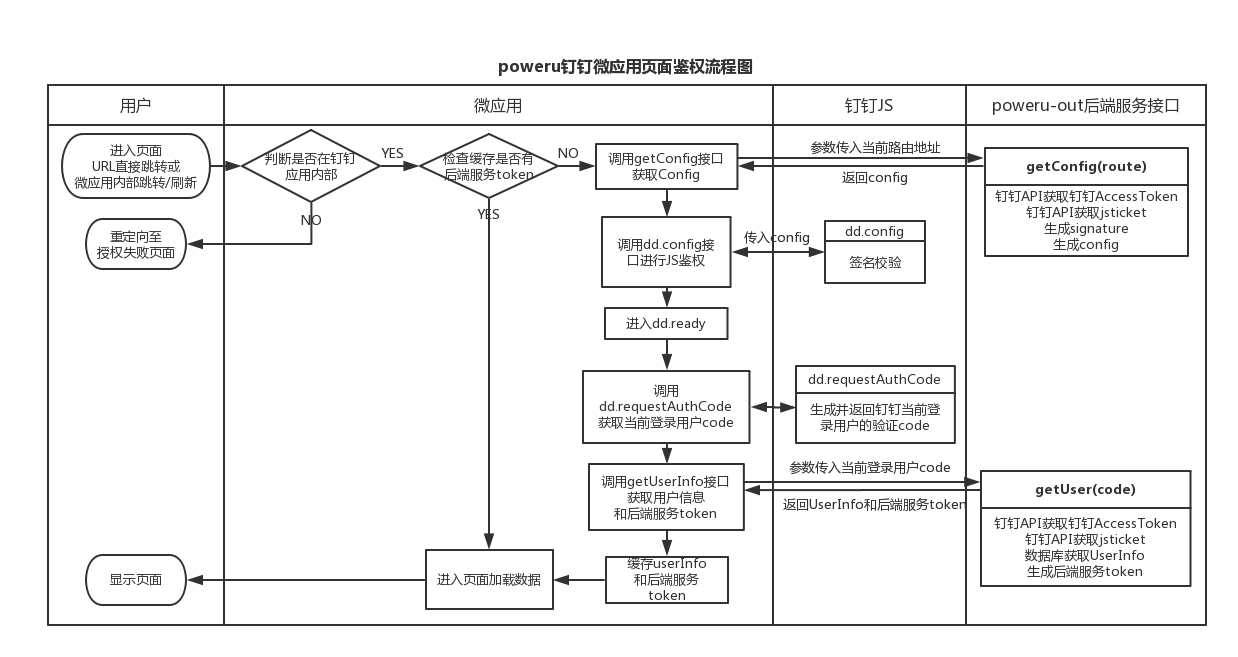 poweru钉钉微应用页面鉴权流程图
用户
微应用
钉钉JS
poweru-out后端服务接口
进入页面
URL直接跳转或
微应用内部跳转/刷新
判断是否在钉钉
应用内部
YES
检查缓存是否有
后端服务token
NO
调用getConfig接口
获取Config
参数传入当前路由地址
返回config
getConfig(route)
钉钉API获取钉钉AccessToken
钉钉API获取jsticket
生成signature
生成config
NO
YES
重定向至
授权失败页面
调用dd.config接
口进行JS鉴权
传入config
dd.config
签名校验
进入dd.ready
调用
dd.requestAuthCode
获取当前登录用户code
dd.requestAuthCode
生成并返回钉钉当前登
录用户的验证code
调用getUserInfo接口
获取用户信息
和后端服务token
参数传入当前登录用户code
返回UserInfo和后端服务token
getUser(code)
钉钉API获取钉钉AccessToken
钉钉API获取jsticket
数据库获取UserInfo
生成后端服务token
缓存userInfo
和后端服务
token
进入页面加载数据
显示页面